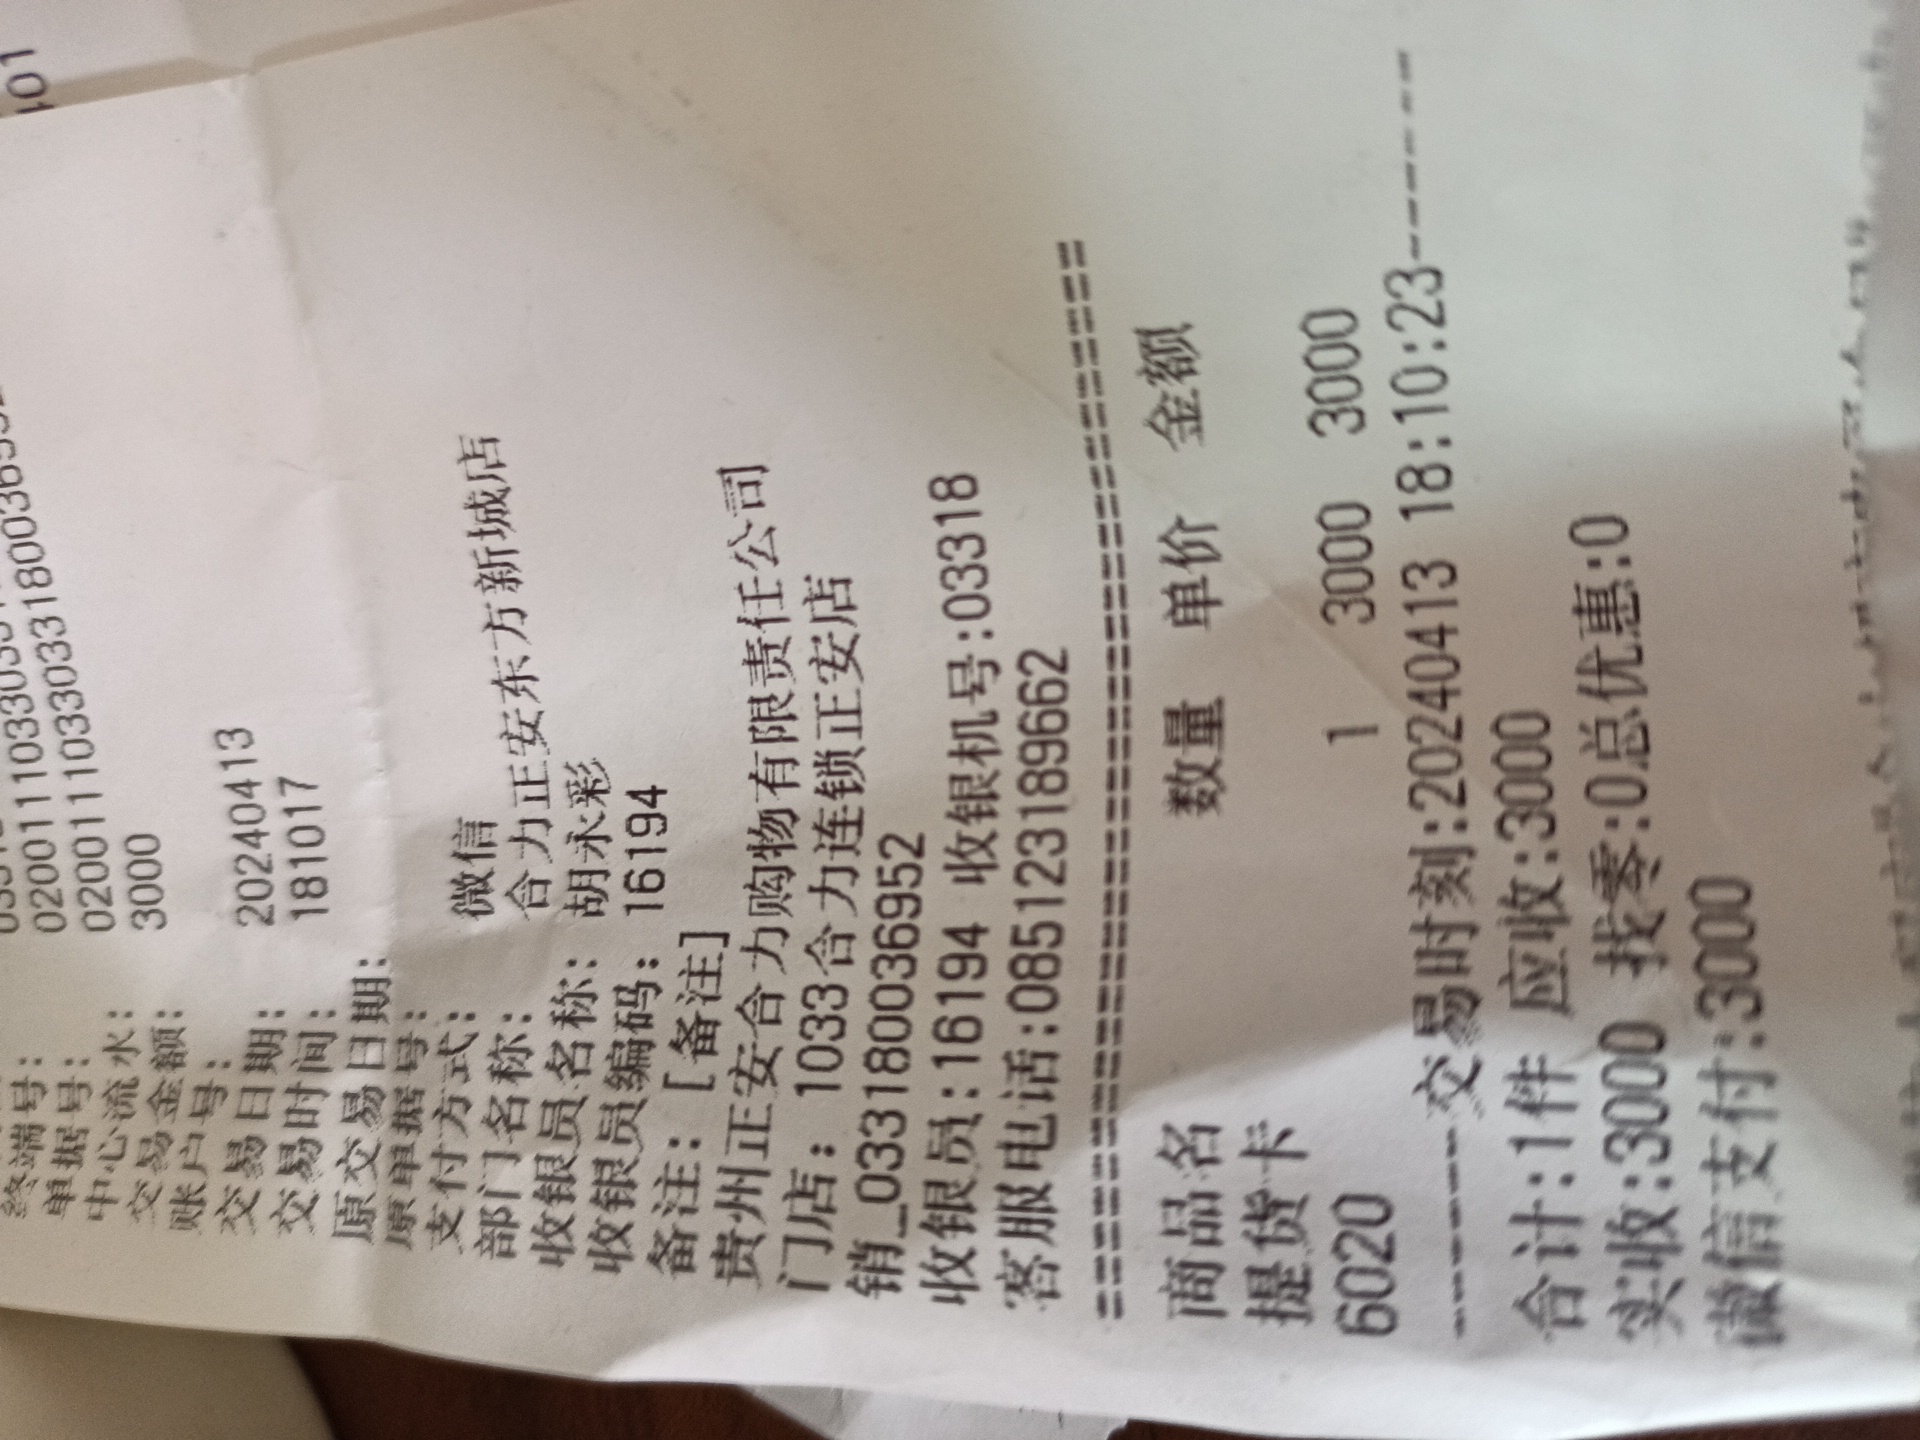 终端号: 02001110330331800369952
单据号: 02001110330331800369952
中心流水:
交易金额: 3000
账户号:
交易日期: 20240413
交易时间: 181017
原交易日期:
原单据号:
支付方式: 微信
部门名称: 合力正安东方新城店
收银员名称: 胡永彩
收银员编码: 16194
备注: [备注]
贵州正安合力购物有限责任公司
门店: 1033合力连锁正安店
销_0331800369952
收银员:16194 收银机号:03318
客服电话:085123189662
商品名 数量 单价 金额
提货卡
6020 1 3000 3000
--------交易时刻:20240413 18:10:23--------
合计:1件 应收:3000
实收:3000 找零:0总优惠:0
微信支付:3000